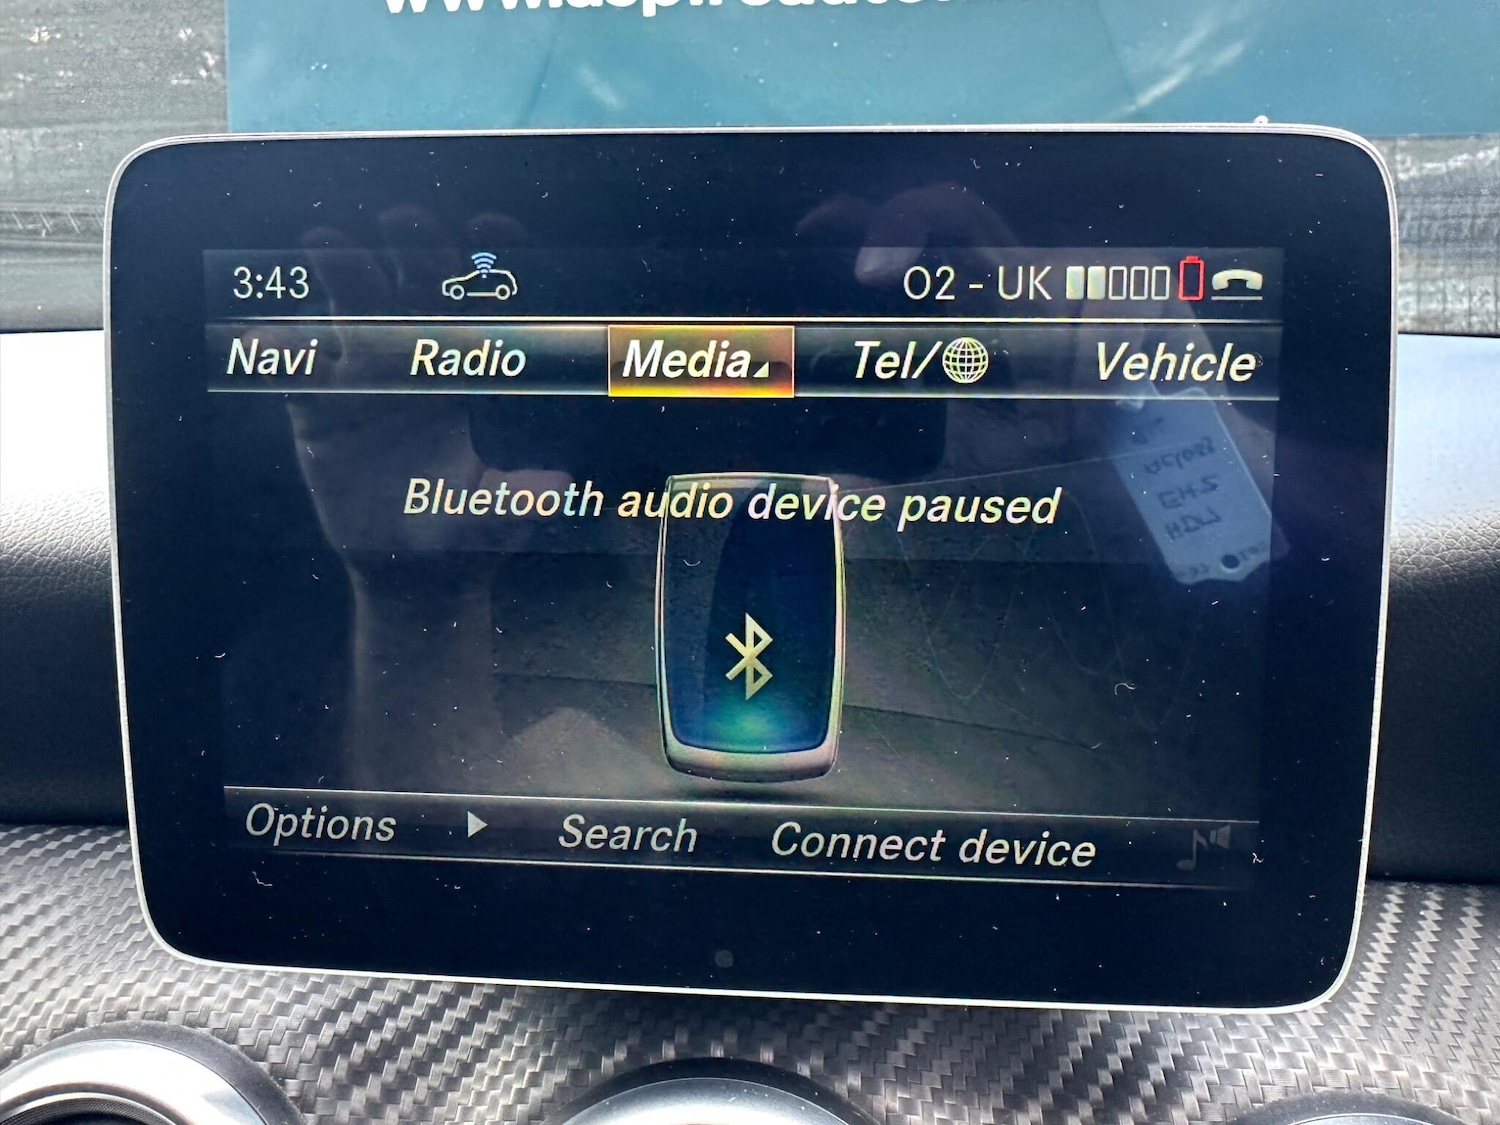 3:43 O2 - UK
Navi Radio Media Tel/ Vehicle
Bluetooth audio device paused
Options Search Connect device